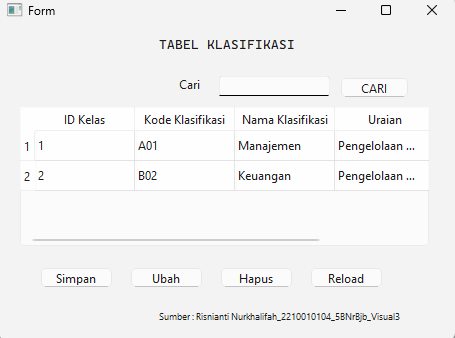 Form
TABEL KLASIFIKASI
Cari CARI
ID Kelas Kode Klasifikasi Nama Klasifikasi Uraian
1 1 A01 Manajemen Pengelolaan ...
2 2 B02 Keuangan Pengelolaan ...
Simpan Ubah Hapus Reload
Sumber : Risnianti Nurkhalifah_2210010104_5BNrBjb_Visual3